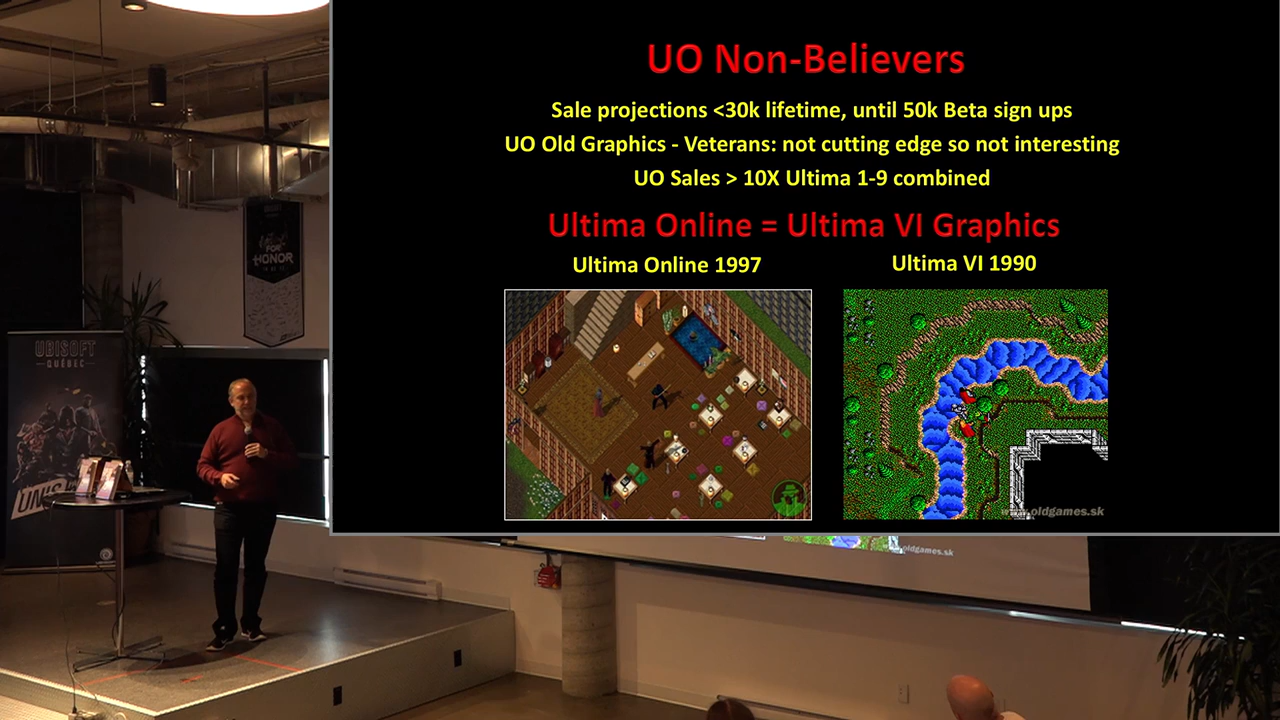 UO Non-Believers
Sale projections <30k lifetime, until 50k Beta sign ups
UO Old Graphics - Veterans: not cutting edge so not interesting
UO Sales > 10X Ultima 1-9 combined
Ultima Online = Ultima VI Graphics
Ultima Online 1997
Ultima VI 1990
www.oldgames.sk
FOR
HONOR
UBISOFT
QUÉBEC
oldgames.sk